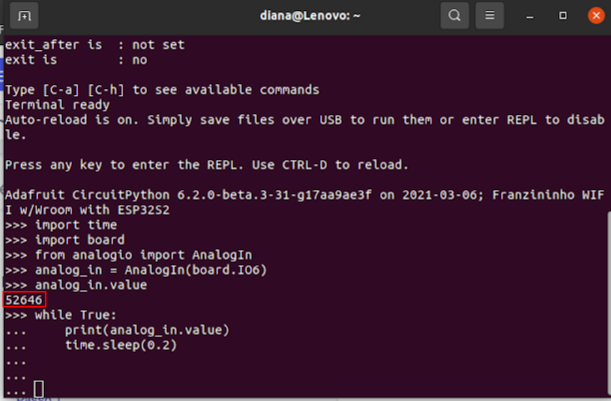 diana@Lenovo: ~
exit_after is  : not set
exit is        : no
Type [C-a] [C-h] to see available commands
Terminal ready
Auto-reload is on. Simply save files over USB to run them or enter REPL to disab
le.
Press any key to enter the REPL. Use CTRL-D to reload.
Adafruit CircuitPython 6.2.0-beta.3-31-g17aa9ae3f on 2021-03-06; Franzininho WIF
I w/Wroom with ESP32S2
>>> import time
>>> import board
>>> from analogio import AnalogIn
>>> analog_in = AnalogIn(board.IO6)
>>> analog_in.value
52646
>>> while True:
...     print(analog_in.value)
...     time.sleep(0.2)
...
...
...